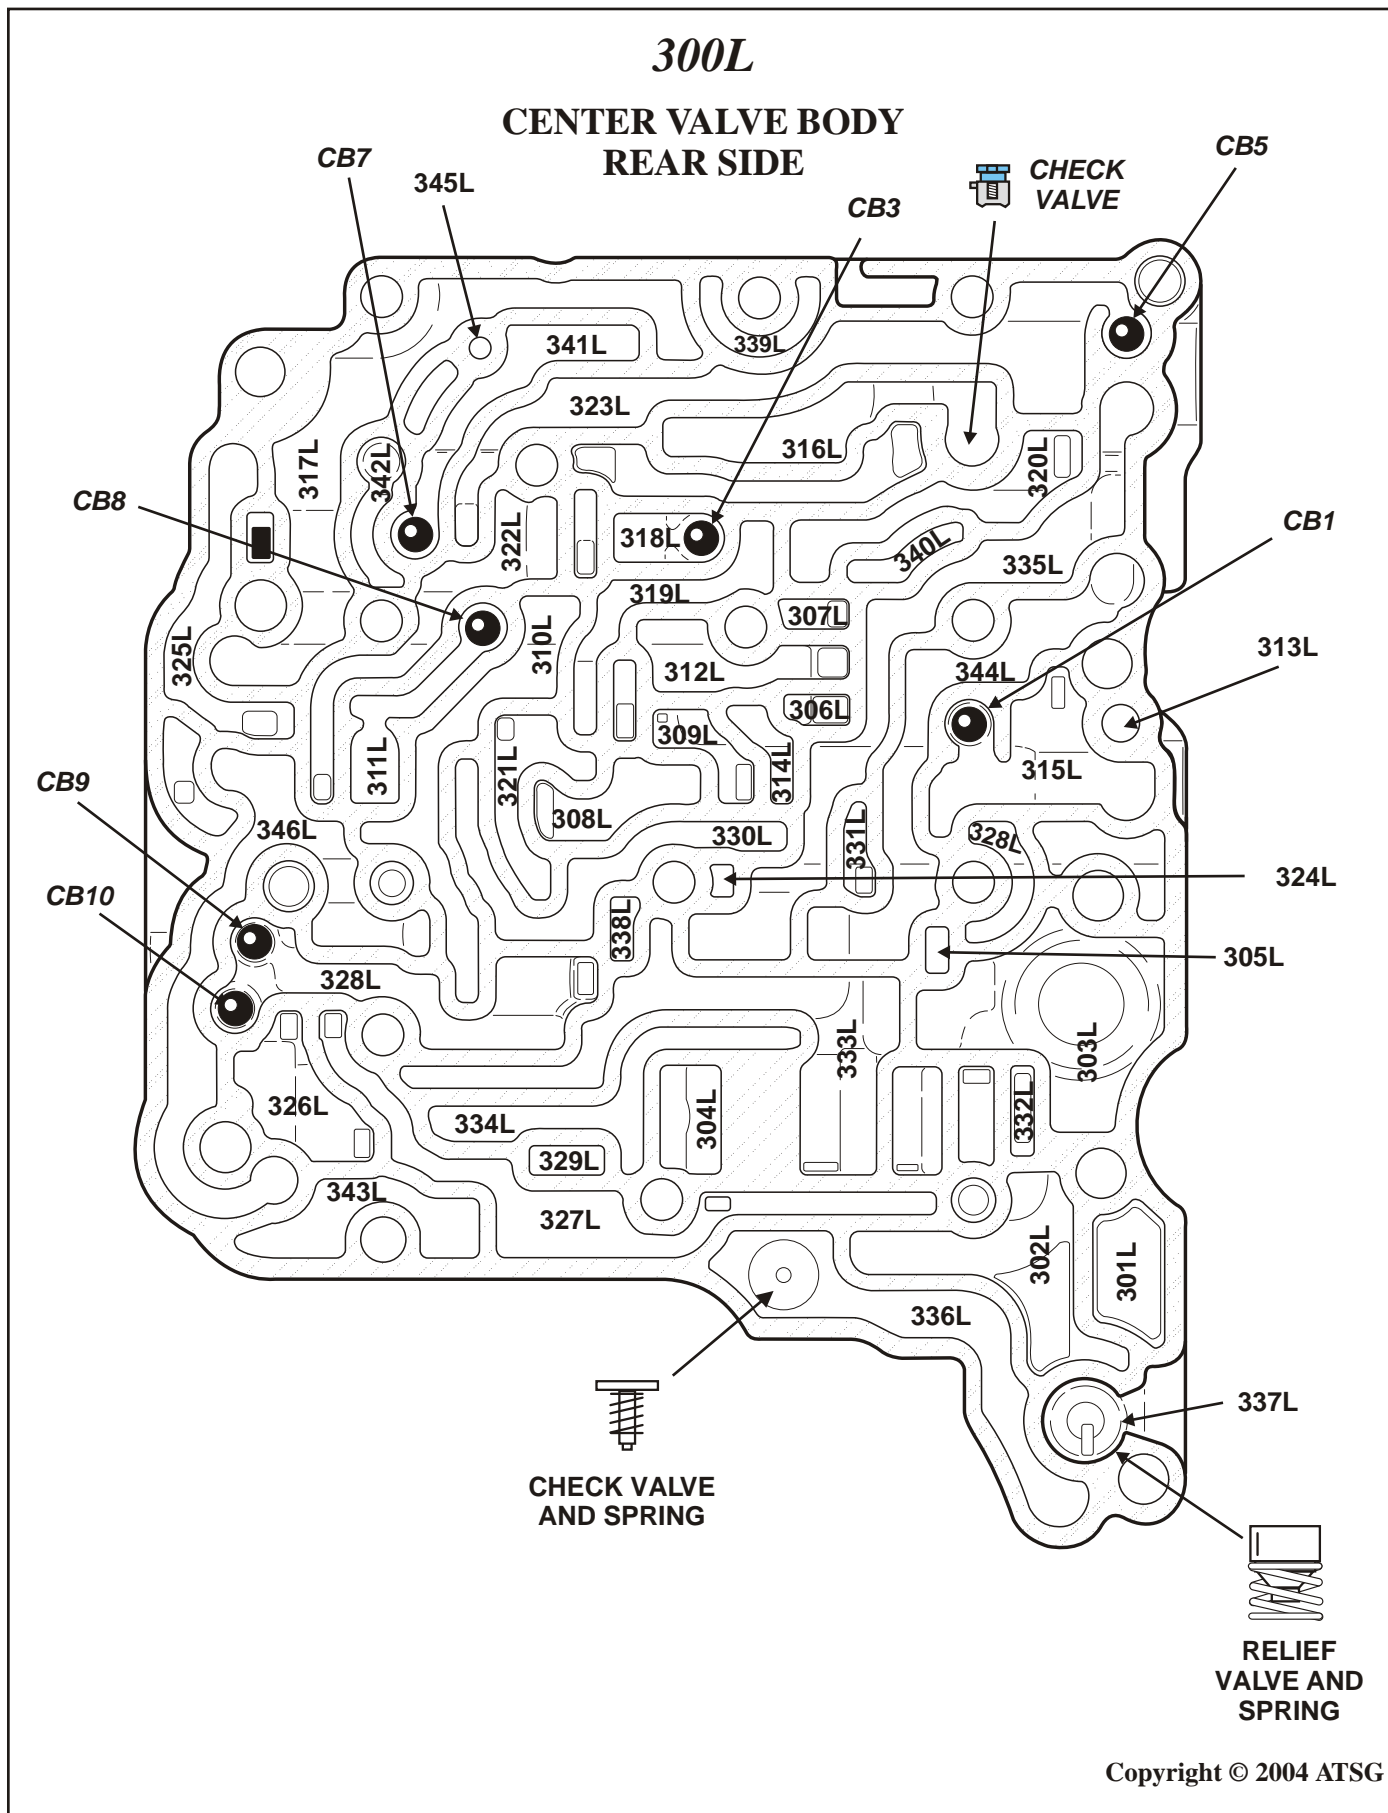 300L
CENTER VALVE BODY
REAR SIDE
CB7
345L
CB3
CHECK
VALVE
CB5
341L
339L
323L
316L
317L
342L
320L
CB8
322L
318L
340L
CB1
335L
319L
307L
325L
310L
312L
344L
313L
306L
309L
311L
321L
314L
315L
CB9
308L
346L
330L
331L
328L
CB10
324L
338L
328L
305L
333L
303L
326L
334L
304L
332L
329L
343L
327L
302L
301L
336L
337L
CHECK VALVE
AND SPRING
RELIEF
VALVE AND
SPRING
Copyright © 2004 ATSG